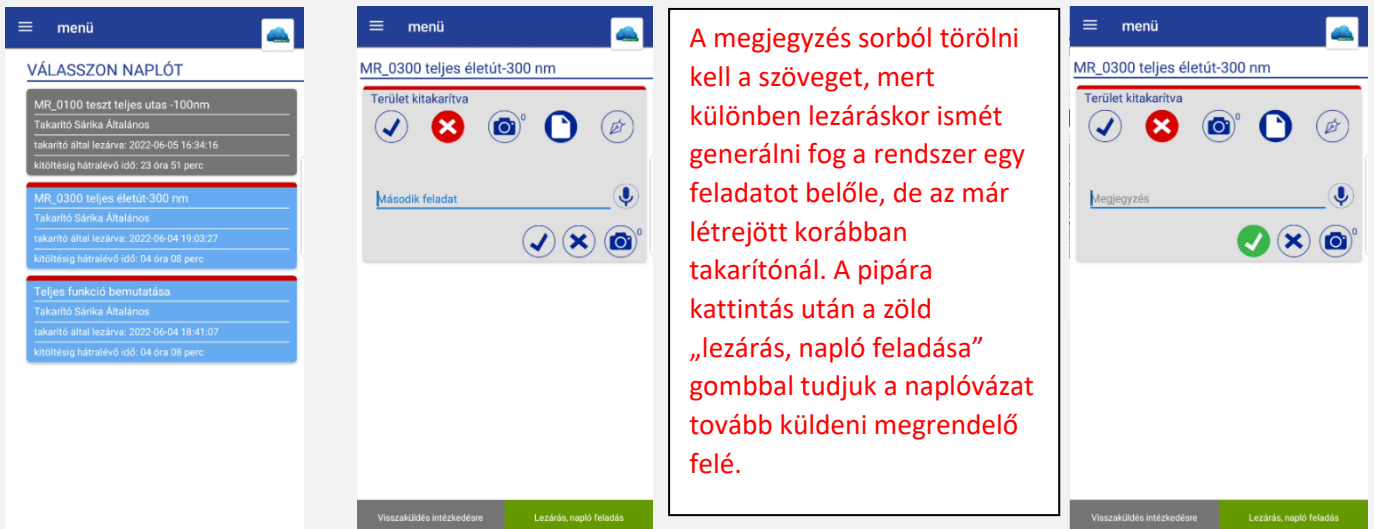 menü
VÁLASSZON NAPLÓT
MR_0100 teszt teljes utas -100nm
Takarító Sárika Általános
takarító által lezárva: 2022-06-05 16:34:16
kitöltésig hátralévő idő: 23 óra 51 perc
MR_0300 teljes életút-300 nm
Takarító Sárika Általános
takarító által lezárva: 2022-06-04 19:03:27
kitöltésig hátralévő idő: 04 óra 08 perc
Teljes funkció bemutatása
Takarító Sárika Általános
takarító által lezárva: 2022-06-04 18:41:07
kitöltésig hátralévő idő: 04 óra 08 perc
menü
MR_0300 teljes életút-300 nm
Terület kitakarítva
0
Második feladat
0
Visszaküldés intézkedésre
Lezárás, napló feladás
A megjegyzés sorból törölni
kell a szöveget, mert
különben lezáráskor ismét
generálni fog a rendszer egy
feladatot belőle, de az már
létrejött korábban
takarítónál. A pipára
kattintás után a zöld
„lezárás, napló feladása”
gombbal tudjuk a naplóvázat
tovább küldeni megrendelő
felé.
menü
MR_0300 teljes életút-300 nm
Terület kitakarítva
0
Megjegyzés
0
Visszaküldés intézkedésre
Lezárás, napló feladás